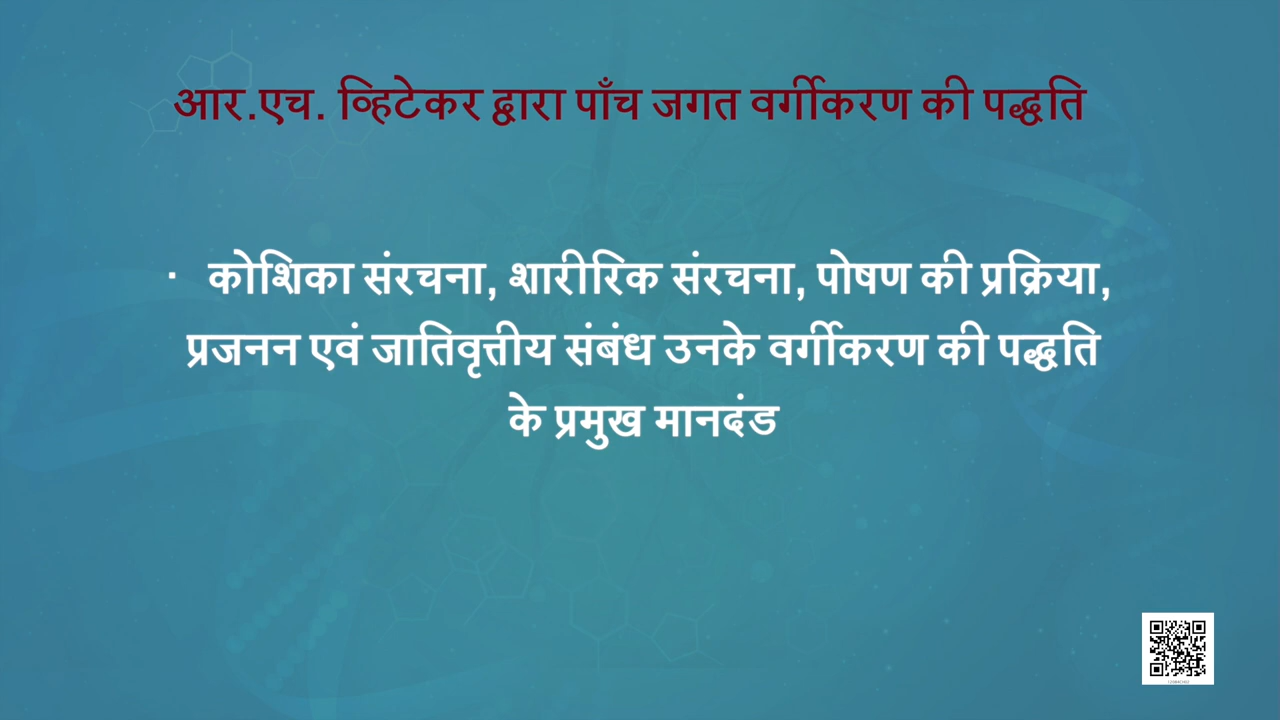 आर.एच. व्हिटेकर द्वारा पाँच जगत वर्गीकरण की पद्धति
· कोशिका संरचना, शारीरिक संरचना, पोषण की प्रक्रिया,
प्रजनन एवं जातिवृत्तीय संबंध उनके वर्गीकरण की पद्धति
के प्रमुख मानदंड